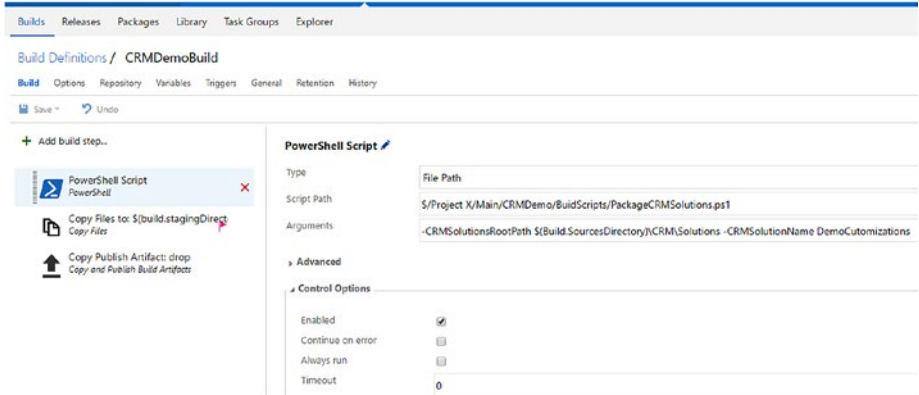 Builds Releases Packages Library Task Groups Explorer
Build Definitions / CRMDemoBuild
Build Options Repository Variables Triggers General Retention History
Save Undo
Add build step...
PowerShell Script
PowerShell
Copy Files to: $(build.stagingDirect
Copy Files
Copy Publish Artifact: drop
Copy and Publish Build Artifacts
PowerShell Script
Type File Path
Script Path $/Project X/Main/CRMDemo/BuidScripts/PackageCRMSolutions.ps1
Arguments -CRMSolutionsRootPath $(Build.SourcesDirectory)\CRM\Solutions -CRMSolutionName DemoCutomizations
Advanced
Control Options
Enabled
Continue on error
Always run
Timeout 0